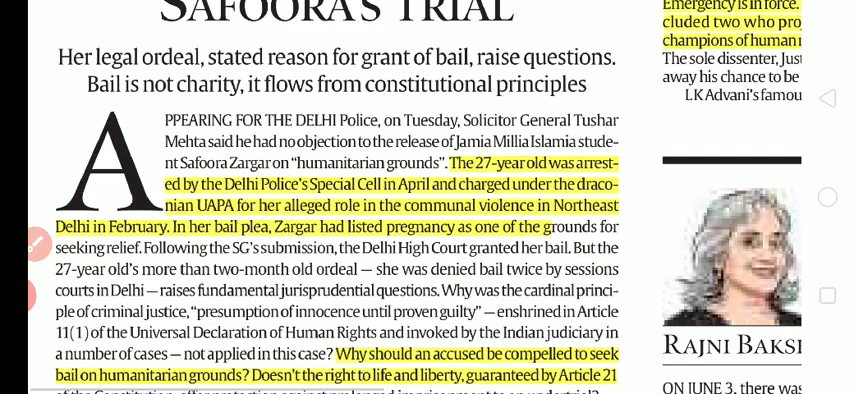 SAFOORA'S TRIAL
Her legal ordeal, stated reason for grant of bail, raise questions.
Bail is not charity, it flows from constitutional principles
APPEARING FOR THE DELHI Police, on Tuesday, Solicitor General Tushar
Mehta said he had no objection to the release of Jamia Millia Islamia stude-
nt Safoora Zargar on "humanitarian grounds". The 27-year old was arrest-
ed by the Delhi Police's Special Cell in April and charged under the draco-
nian UAPA for her alleged role in the communal violence in Northeast
Delhi in February. In her bail plea, Zargar had listed pregnancy as one of the grounds for
seeking relief. Following the SG's submission, the Delhi High Court granted her bail. But the
27-year old's more than two-month old ordeal — she was denied bail twice by sessions
courts in Delhi — raises fundamental jurisprudential questions. Why was the cardinal princi-
ple of criminal justice, "presumption of innocence until proven guilty" — enshrined in Article
11(1) of the Universal Declaration of Human Rights and invoked by the Indian judiciary in
a number of cases — not applied in this case? Why should an accused be compelled to seek
bail on humanitarian grounds? Doesn't the right to life and liberty, guaranteed by Article 21
Emergency is in force.
cluded two who pro
champions of human
The sole dissenter, Just
away his chance to be
LK Advani's famou
RAJNI BAKSI
ON JUNE 3, there was